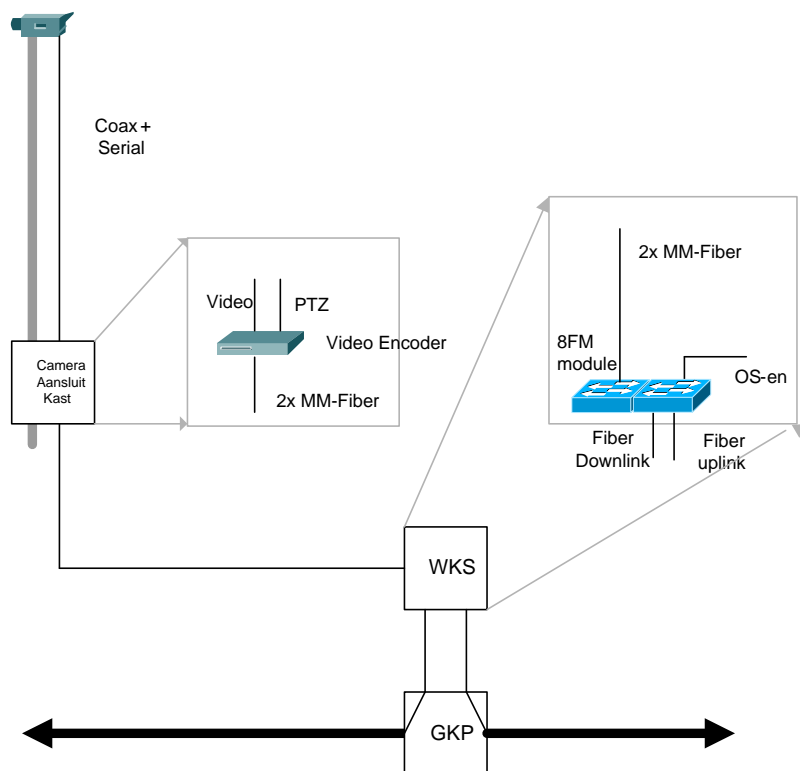 Coax +
Serial
2x MM-Fiber
Video
PTZ
8FM
module
Video Encoder
Camera
Aansluit
Kast
OS-en
2x MM-Fiber
Fiber
Downlink
Fiber
uplink
WKS
GKP